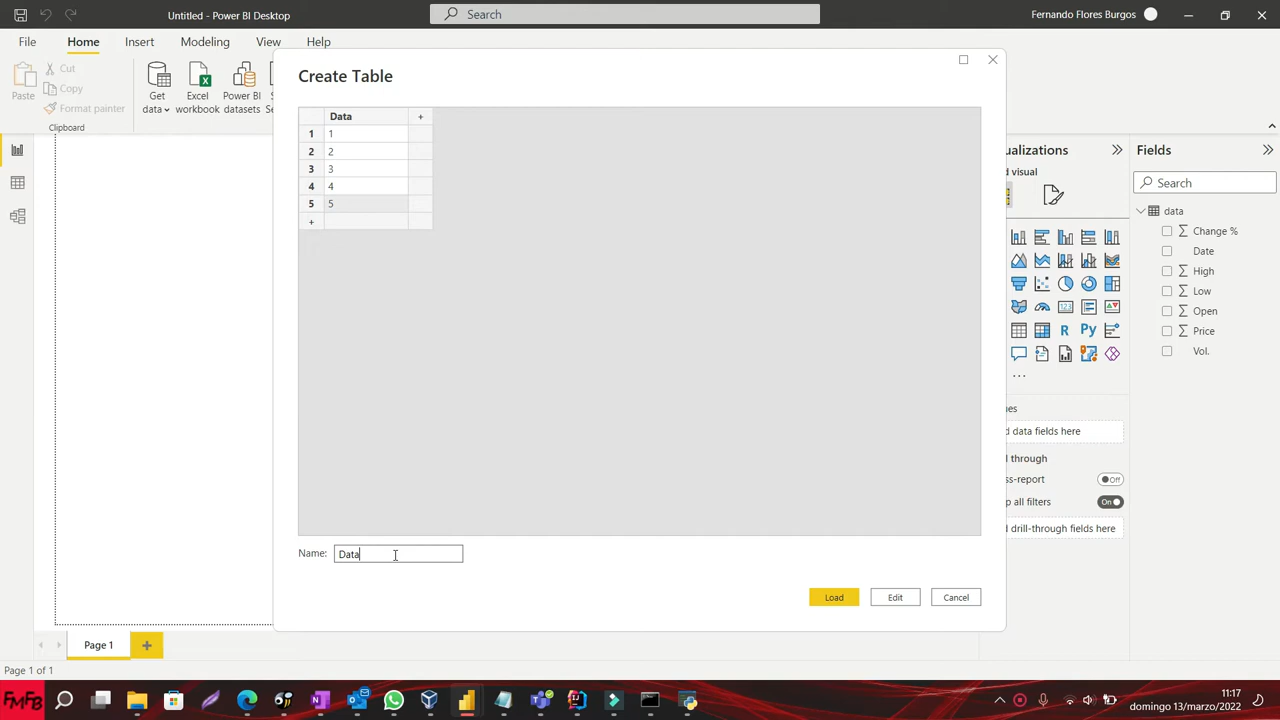 Untitled - Power BI Desktop
Search
Fernando Flores Burgos
File
Home
Insert
Modeling
View
Help
Paste
Cut
Copy
Format painter
Clipboard
Get data
Excel workbook
Power BI datasets
Create Table
Data
+
1 1
2 2
3 3
4 4
5 5
+
Name: Data
Load
Edit
Cancel
ualizations
d visual
R
Py
123
...
ues
d data fields here
l through
ss-report
Off
p all filters
On
d drill-through fields here
Fields
Search
data
Σ Change %
Date
Σ High
Σ Low
Σ Open
Σ Price
Vol.
Page 1
+
Page 1 of 1
FMFB
11:17
domingo 13/marzo/2022